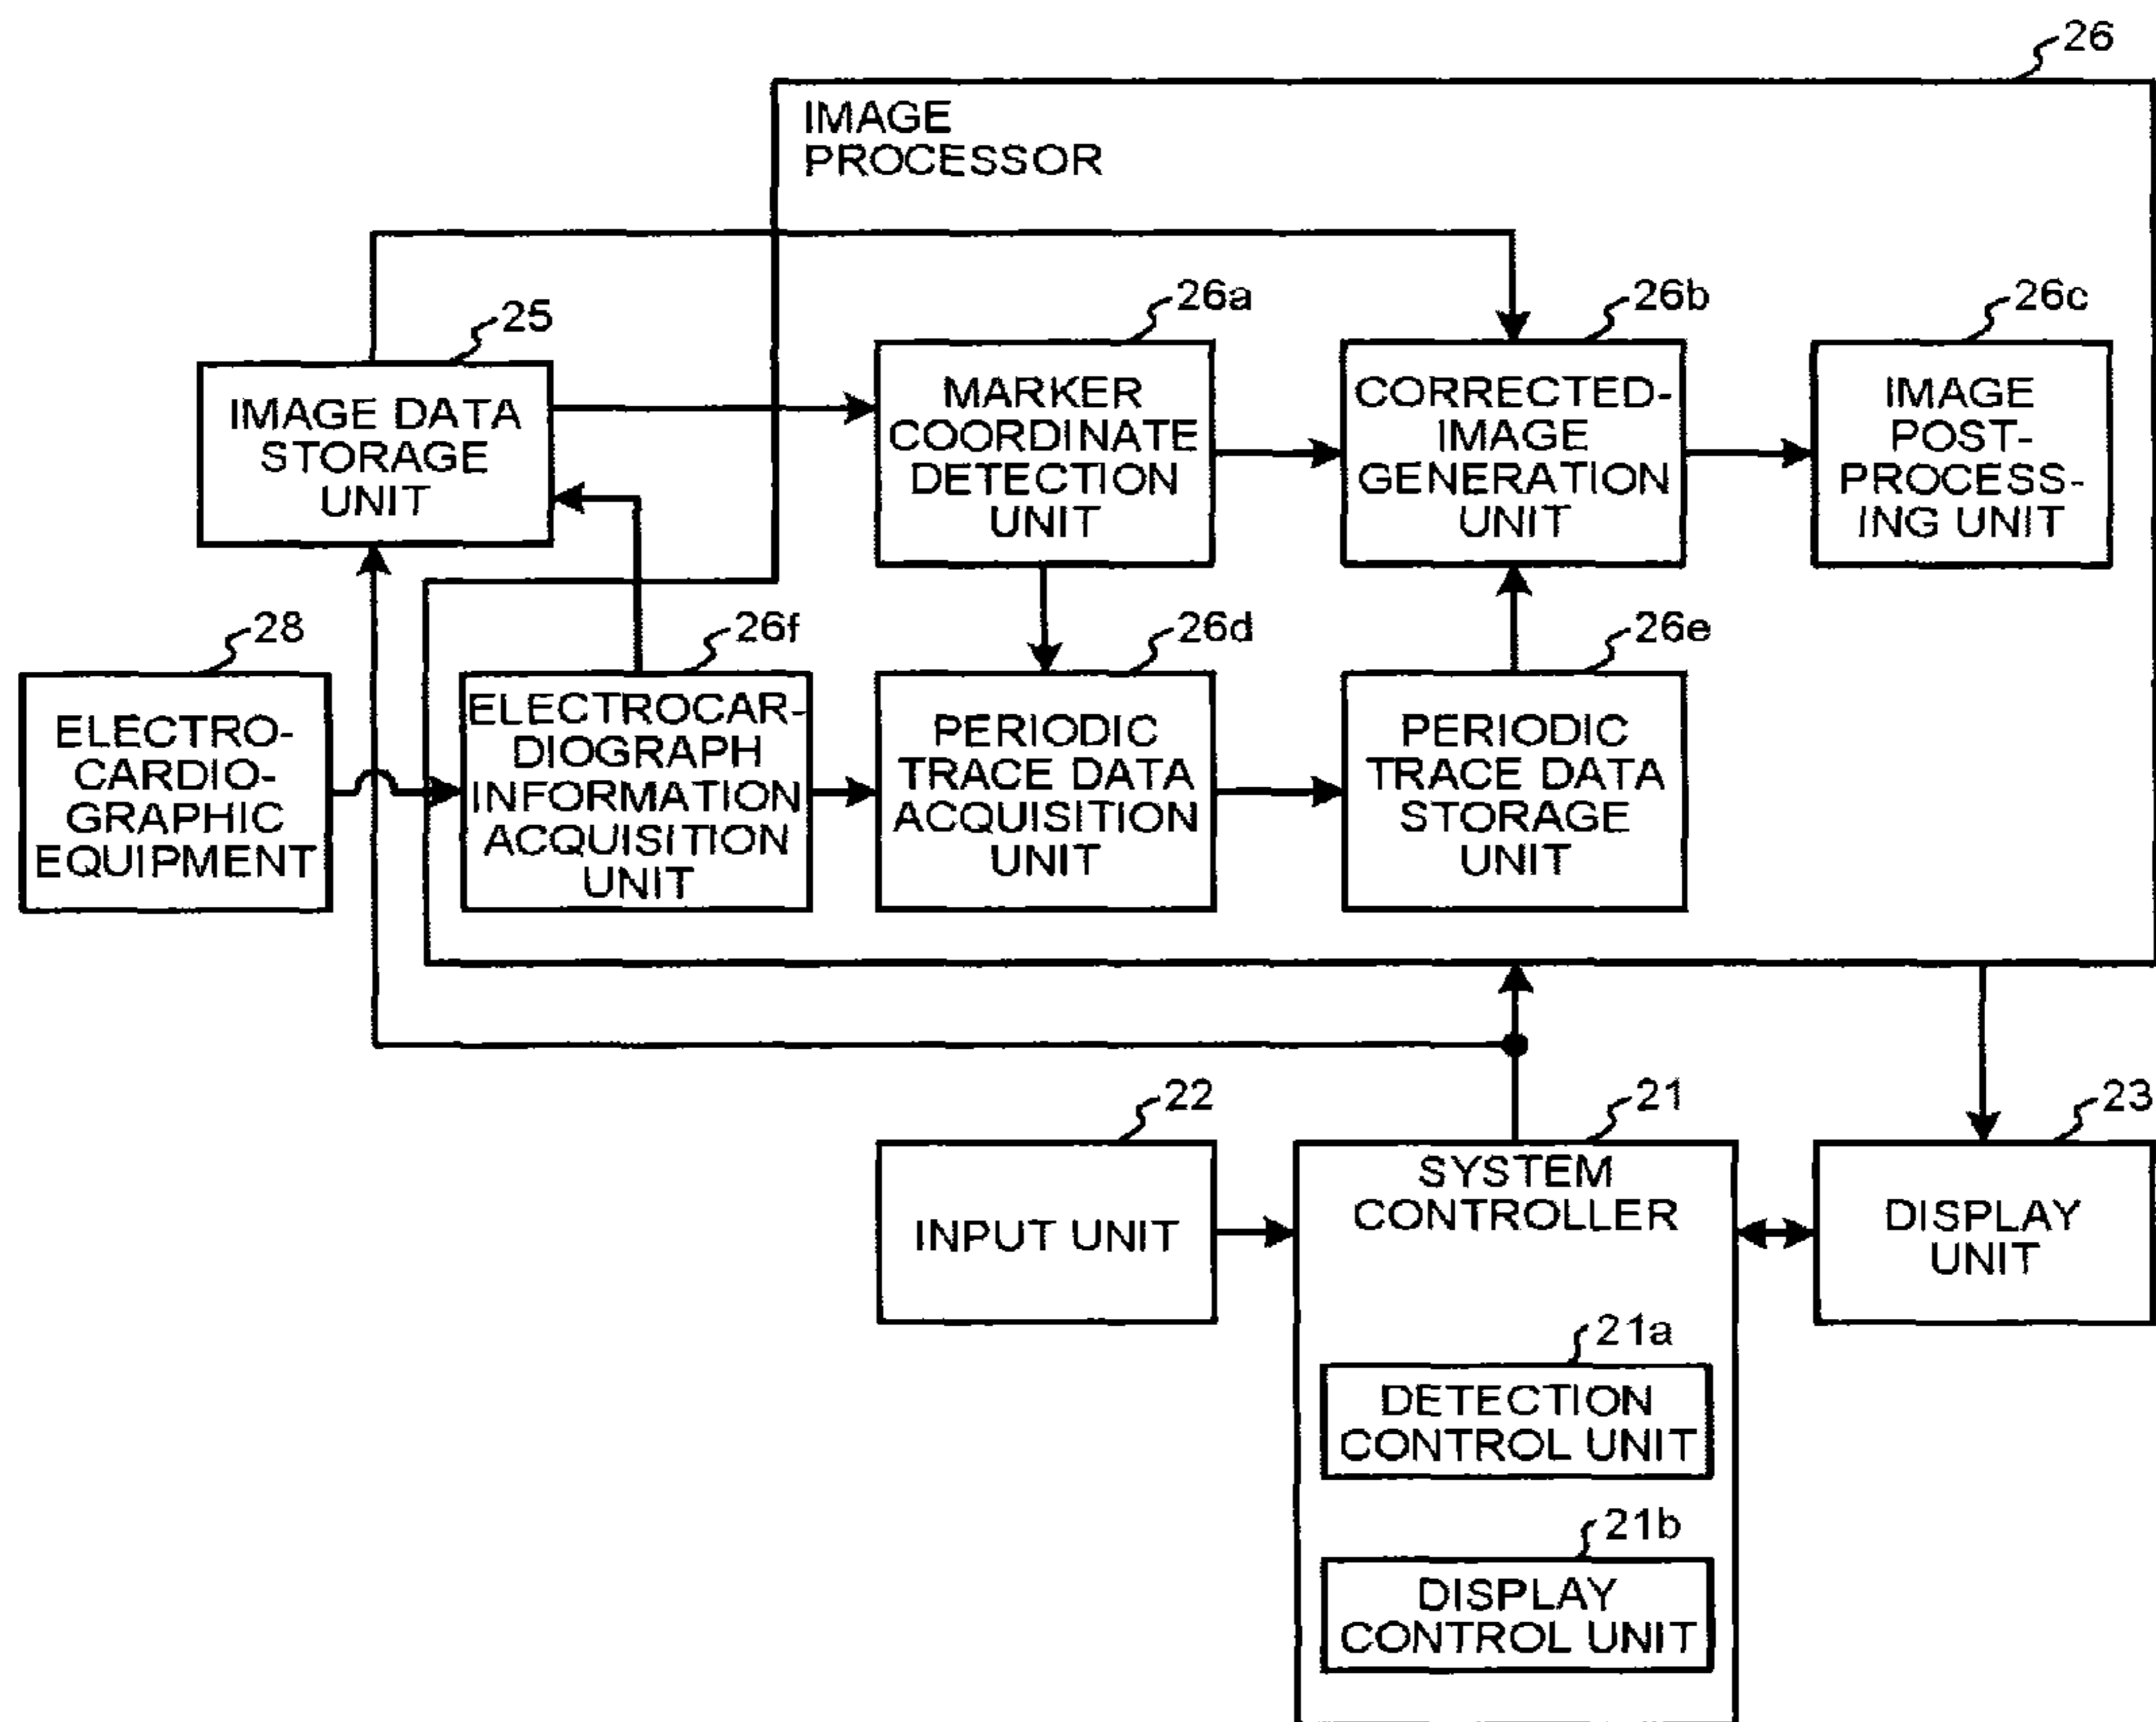 26
IMAGE
PROCESSOR
25
IMAGE DATA
STORAGE
UNIT
26a
MARKER
COORDINATE
DETECTION
UNIT
26b
CORRECTED-
IMAGE
GENERATION
UNIT
26c
IMAGE
POST-
PROCESS-
ING UNIT
28
ELECTRO-
CARDIO-
GRAPHIC
EQUIPMENT
26f
ELECTROCAR-
DIOGRAPH
INFORMATION
ACQUISITION
UNIT
26d
PERIODIC
TRACE DATA
ACQUISITION
UNIT
26e
PERIODIC
TRACE DATA
STORAGE
UNIT
22
INPUT UNIT
21
SYSTEM
CONTROLLER
23
DISPLAY
UNIT
21a
DETECTION
CONTROL UNIT
21b
DISPLAY
CONTROL UNIT